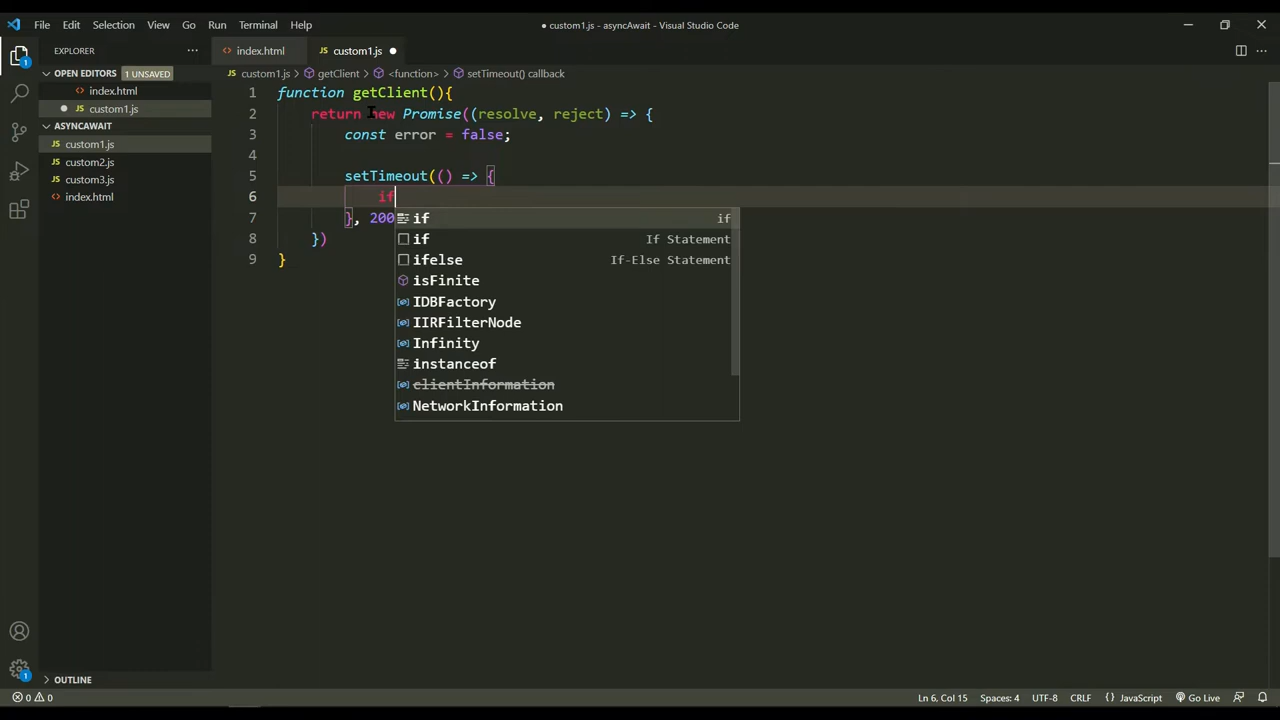 File Edit Selection View Go Run Terminal Help
● custom1.js - asyncAwait - Visual Studio Code
EXPLORER
index.html
custom1.js
OPEN EDITORS 1 UNSAVED
index.html
custom1.js
ASYNCAWAIT
custom1.js
custom2.js
custom3.js
index.html
OUTLINE
custom1.js > getClient > <function> > setTimeout() callback
1 function getClient(){
2 return new Promise((resolve, reject) => {
3 const error = false;
4
5 setTimeout(() => {
6 if
7 }, 200
8 })
9 }
if if
if If Statement
ifelse If-Else Statement
isFinite
IDBFactory
IIRFilterNode
Infinity
instanceof
clientInformation
NetworkInformation
0 0 Ln 6, Col 15 Spaces: 4 UTF-8 CRLF {} JavaScript Go Live